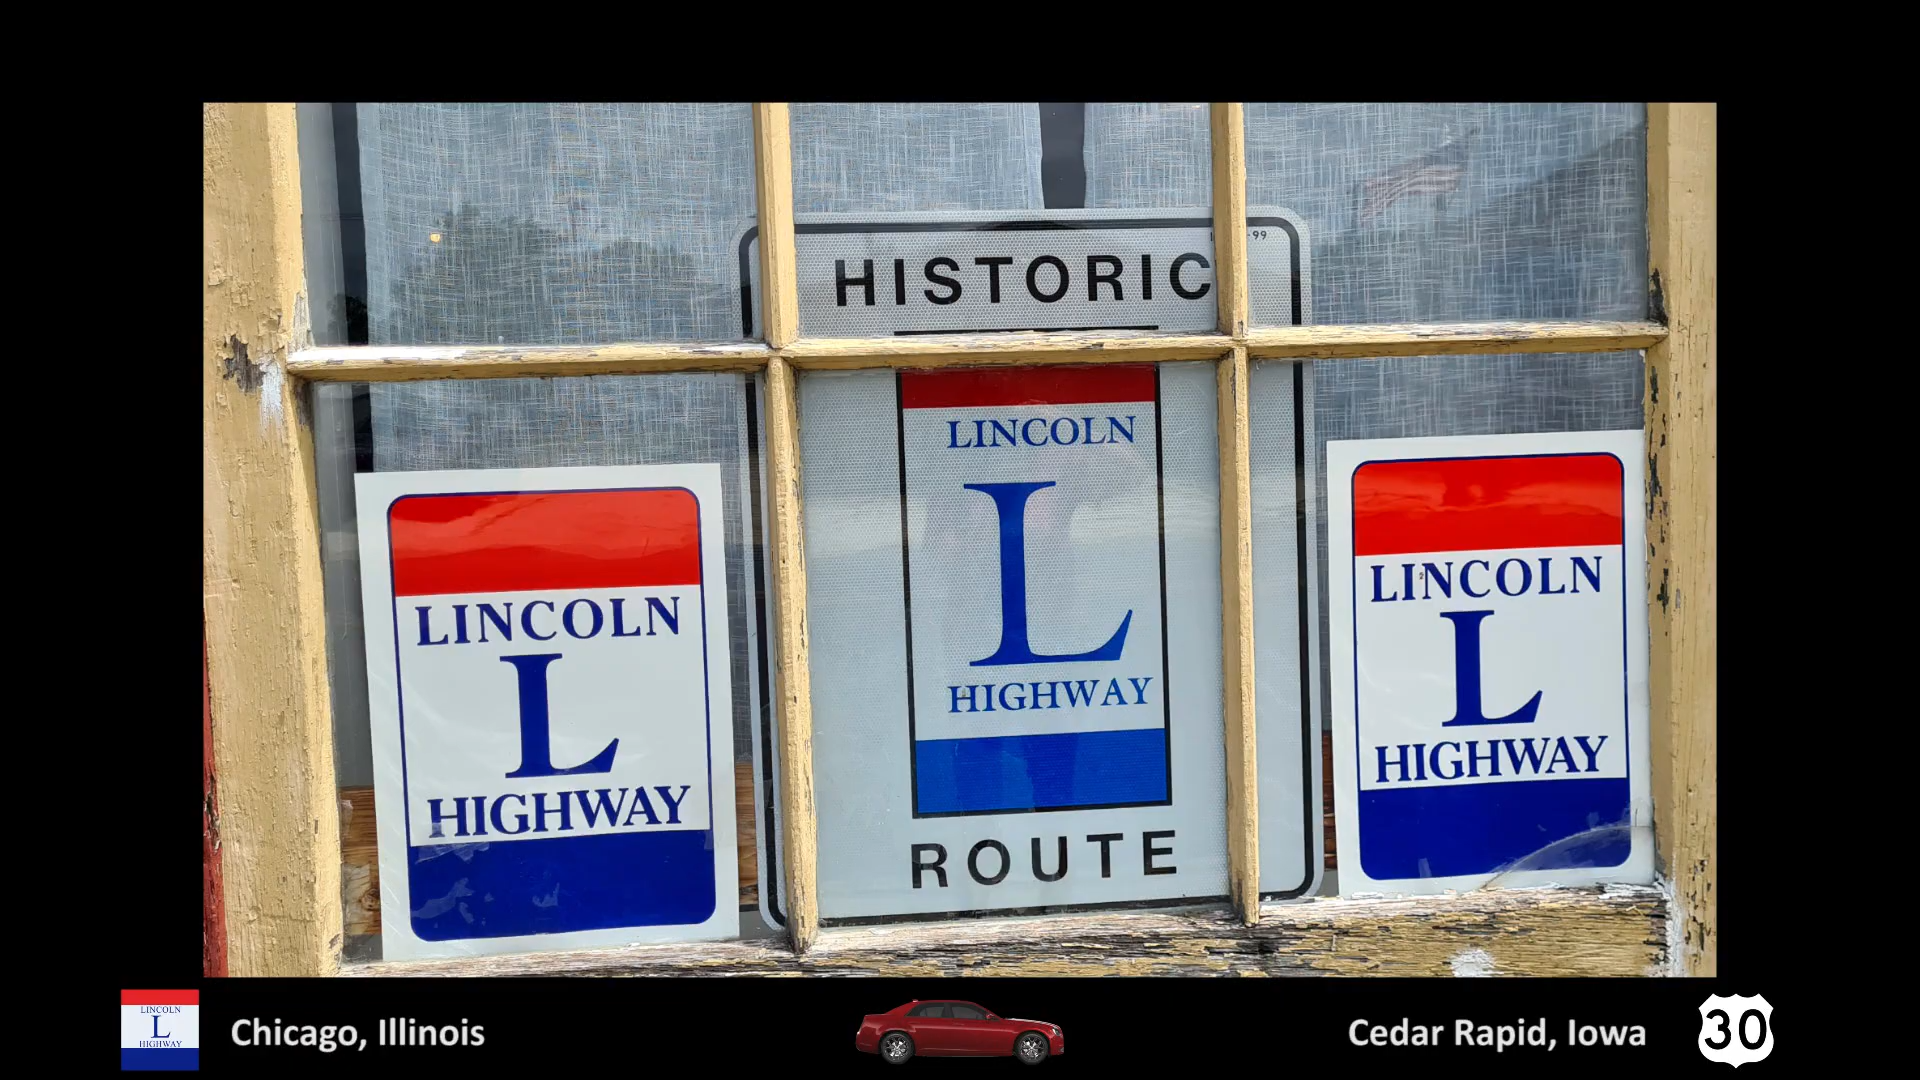 HISTORIC
LINCOLN
L
HIGHWAY
ROUTE
LINCOLN
L
HIGHWAY
LINCOLN
L
HIGHWAY
LINCOLN
L
HIGHWAY
Chicago, Illinois
Cedar Rapid, Iowa
30